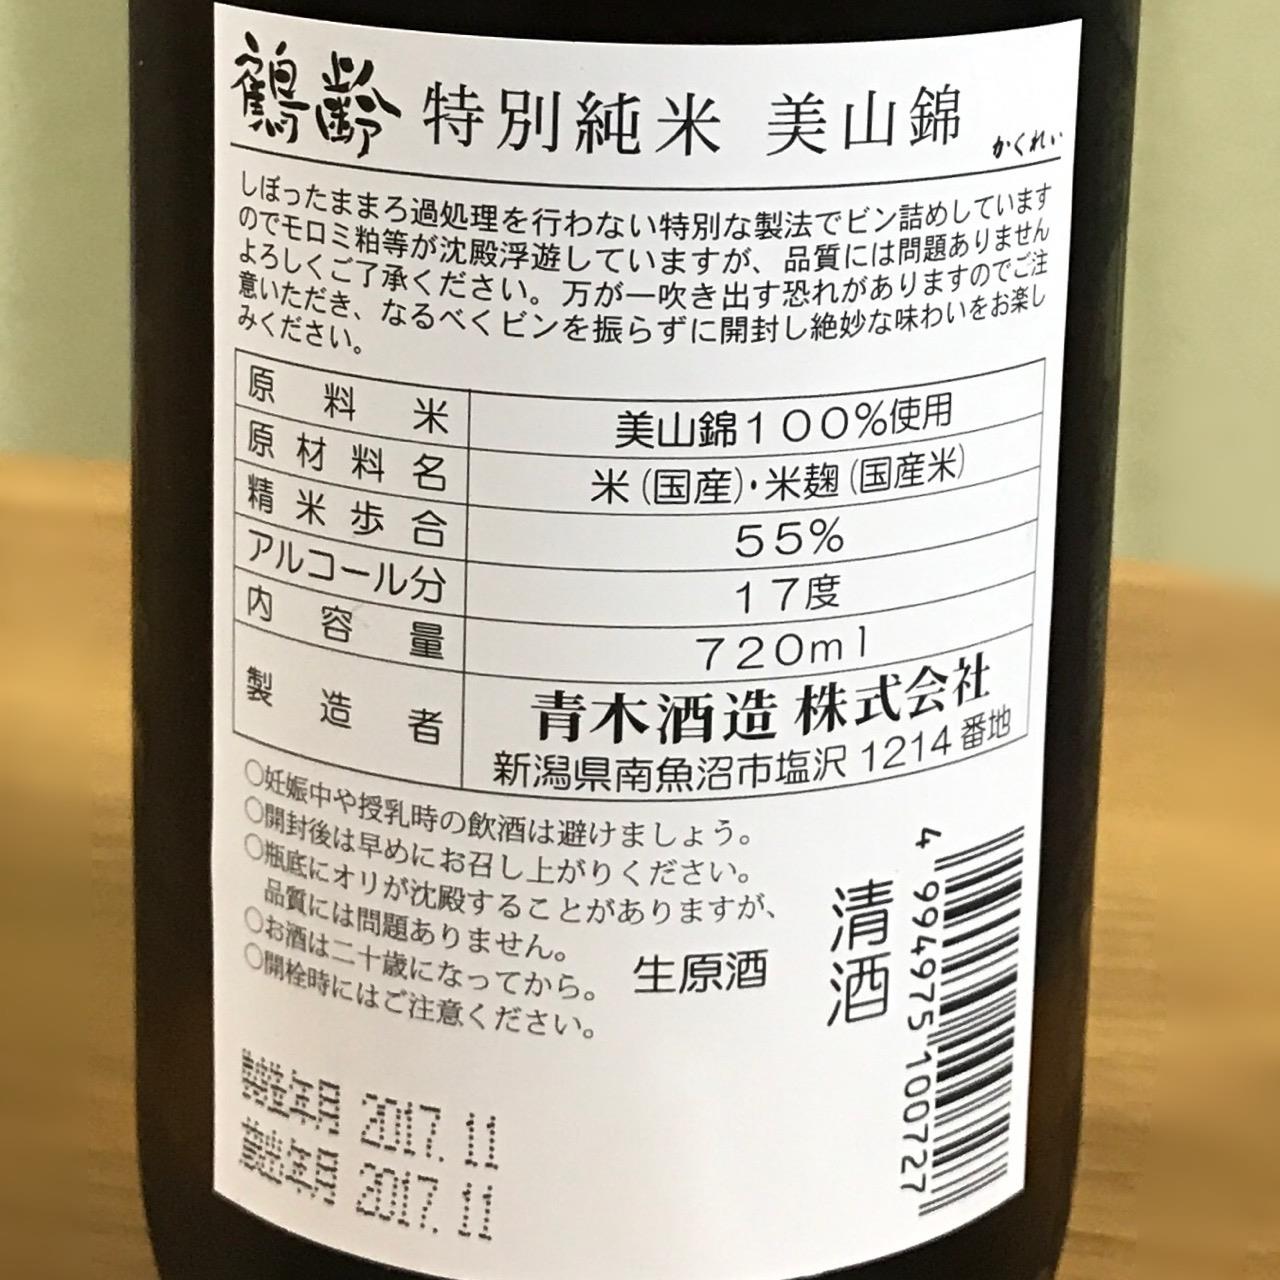 鶴齢 特別純米 美山錦 かくれい
しぼったままろ過処理を行わない特別な製法でビン詰めしています
のでモロミ粕等が沈殿浮遊していますが、品質には問題ありません
よろしくご了承ください。万が一吹き出す恐れがありますのでご注
意いただき、なるべくビンを振らずに開封し絶妙な味わいをお楽し
みください。
原料米 美山錦100%使用
原材料名 米(国産)・米麹(国産米)
精米歩合 55%
アルコール分 17度
内容量 720ml
製造者 青木酒造 株式会社
新潟県南魚沼市塩沢1214番地
○妊娠中や授乳時の飲酒は避けましょう。
○開封後は早めにお召し上がりください。
○瓶底にオリが沈殿することがありますが、
品質には問題ありません。
○お酒は二十歳になってから。
○開栓時にはご注意ください。
生原酒
清酒
4 994975 100727
製造年月 2017. 11
蔵出年月 2017. 11